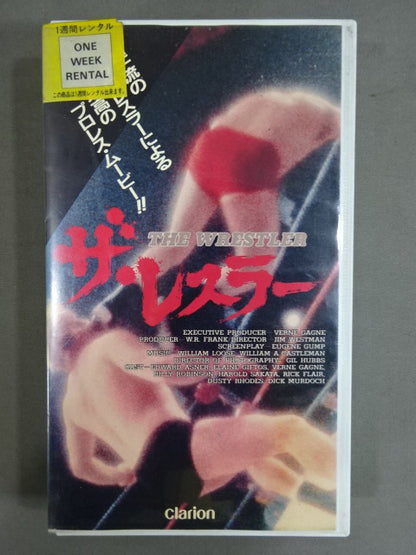 1週間レンタル
ONE
WEEK
RENTAL
この商品は1週間レンタル出来ます。
流の
レスラーによる
高の
プロレス・ムービー!!
THE WRESTLER
ザ・レスラー
EXECUTIVE PRODUCER—VERNE GAGNE
PRODUCER—W.R. FRANK DIRECTOR—JIM WESTMAN
SCREENPLAY—EUGENE GUMP
MUSIC—WILLIAM LOOSE, WILLIAM A CASTLEMAN
DIRECTOR OF PHOTOGRAPHY—GIL HUBBS
CAST—EDWARD ASNER, ELAINE GIFTOS, VERNE GAGNE,
BILLY ROBINSON, HAROLD SAKATA, RICK FLAIR,
DUSTY RHODES, DICK MURDOCH
clarion